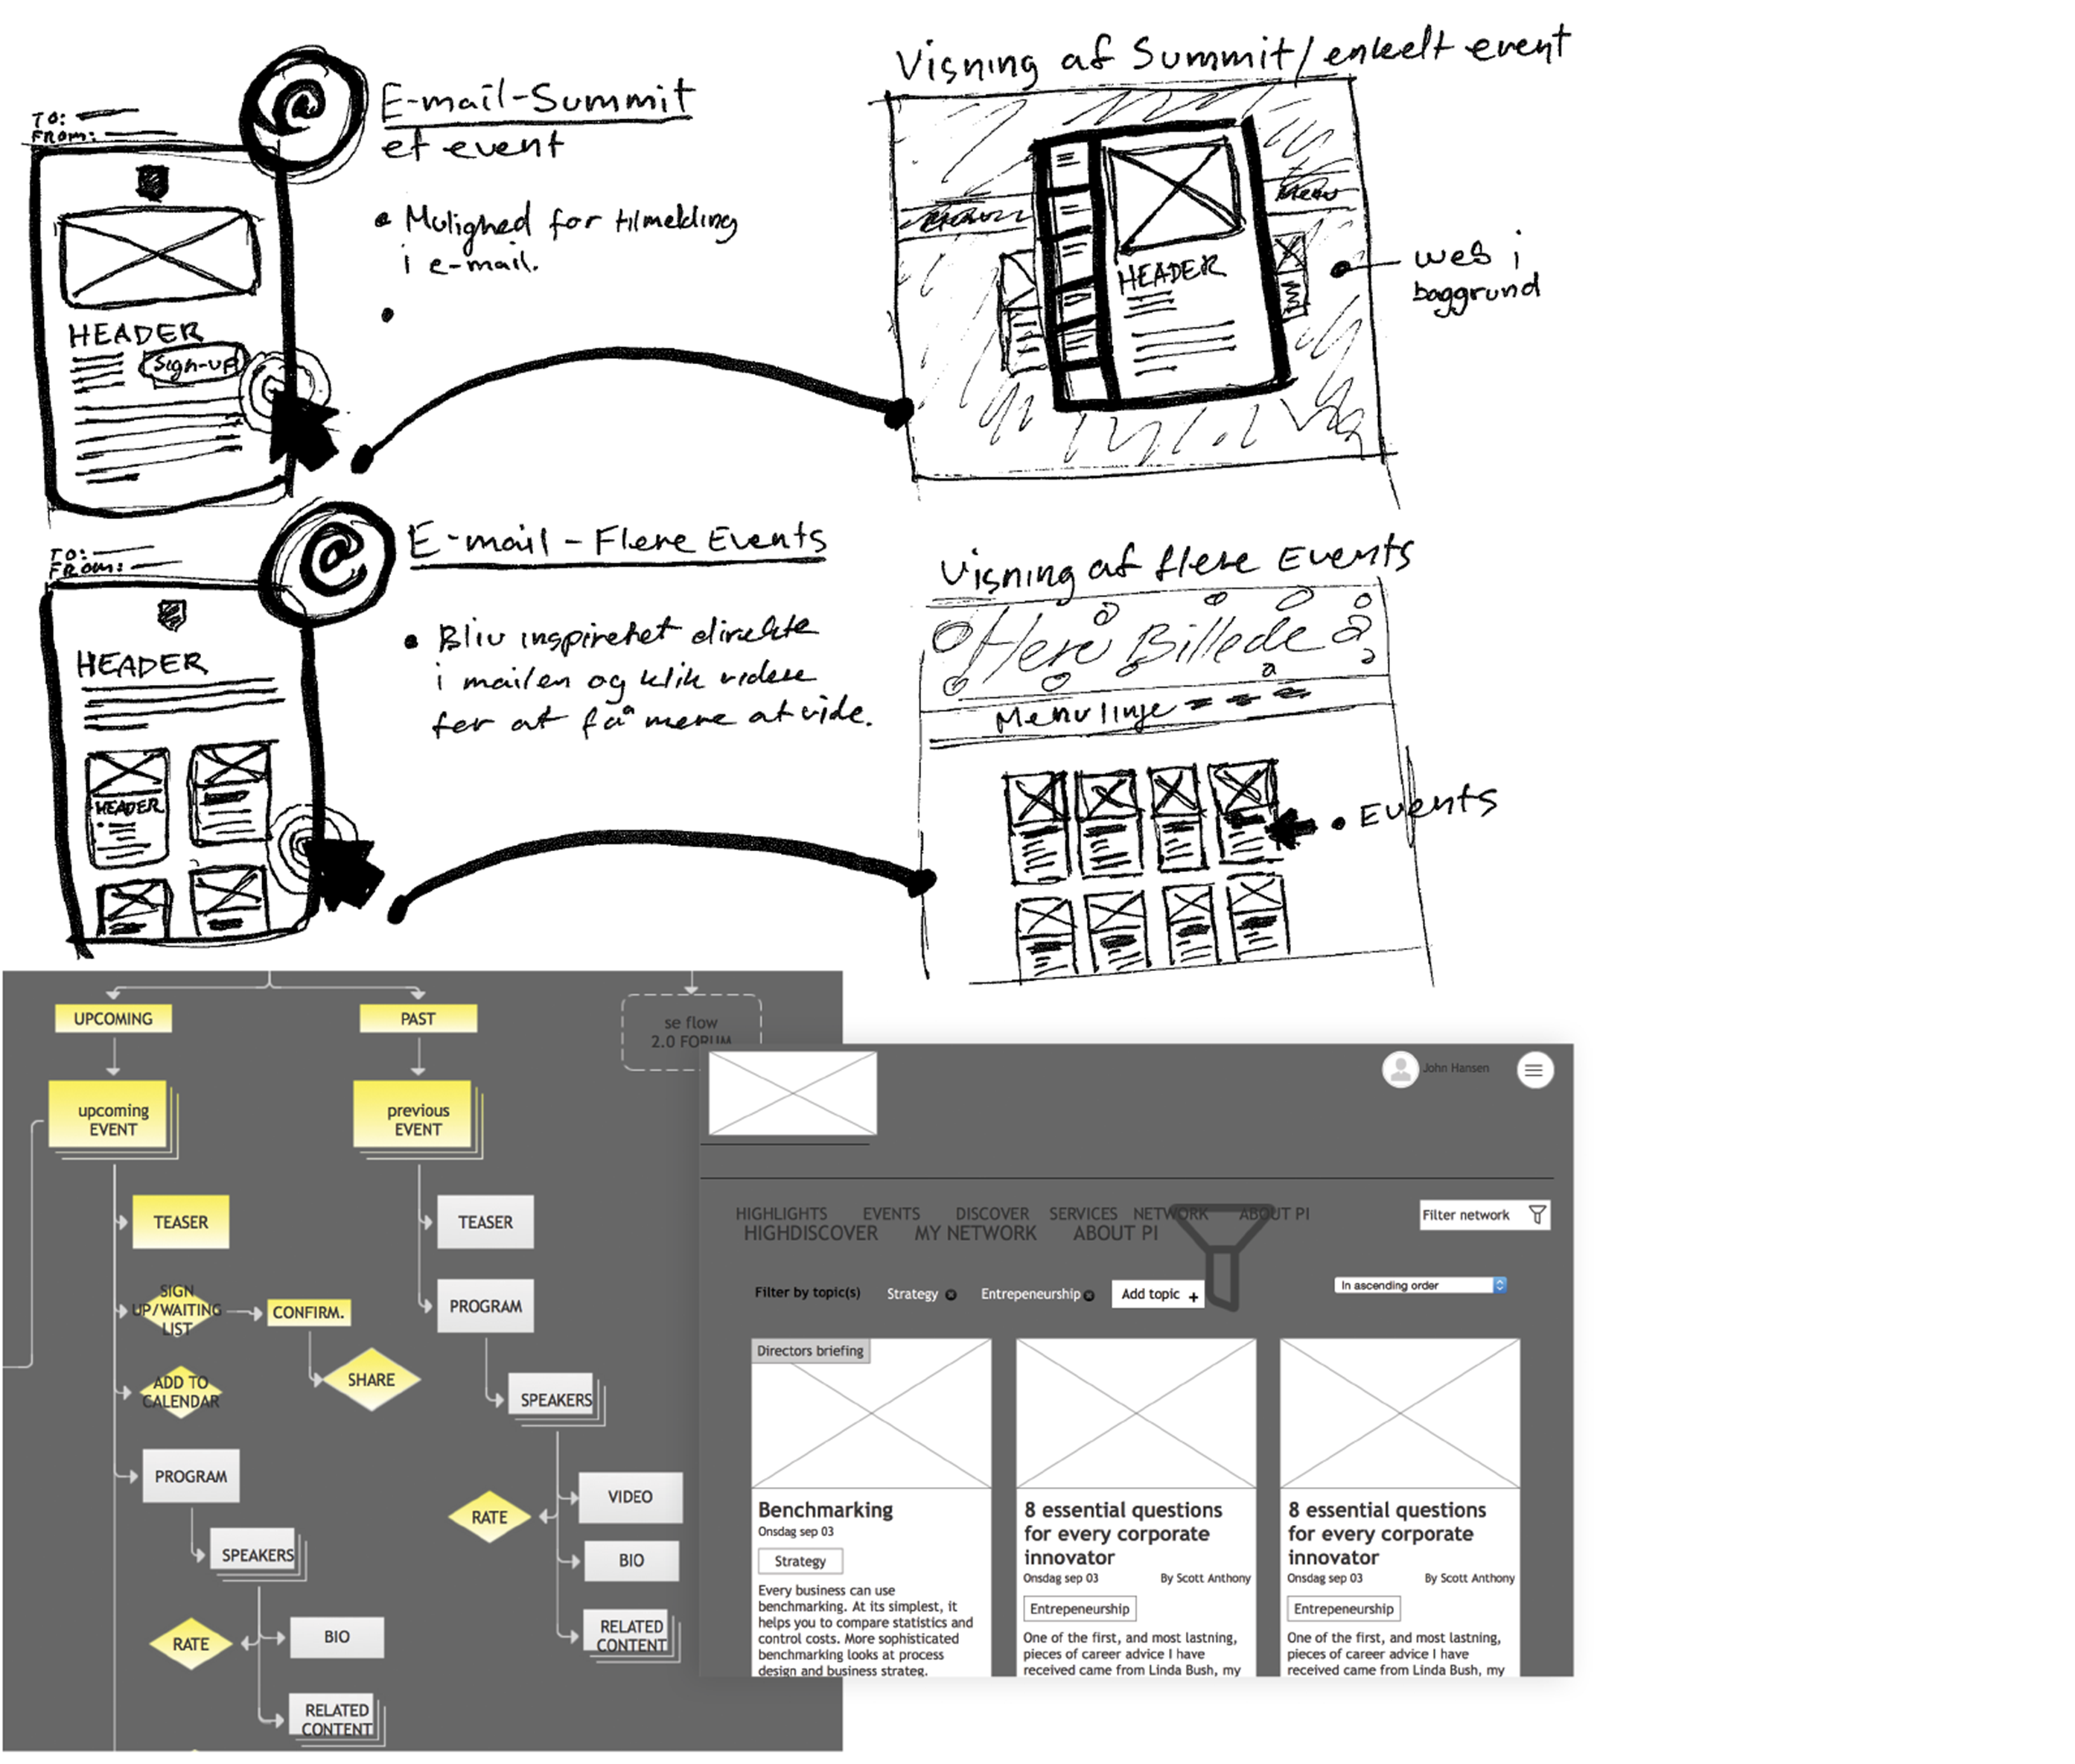 TO:
FROM:
E-mail-Summit
et event
• Mulighed for tilmelding
i e-mail.
HEADER
Sign-up
Visning af Summit/enkelt event
Menu
HEADER
web i
baggrund
TO:
FROM:
E-mail - Flere Events
• Bliv inspireret direkte
i mailen og klik videre
for at få mere at vide.
HEADER
HEADER
Visning af flere Events
Here Billede
Menu linje
• Events
UPCOMING
PAST
se flow
2.0 FORUM
upcoming
EVENT
previous
EVENT
TEASER
TEASER
SIGN
UP/WAITING
LIST
CONFIRM.
PROGRAM
ADD TO
CALENDAR
SHARE
SPEAKERS
PROGRAM
VIDEO
RATE
SPEAKERS
BIO
RATE
BIO
RELATED
CONTENT
RELATED
CONTENT
John Hansen
HIGHLIGHTS EVENTS DISCOVER SERVICES NETWORK ABOUT PI
HIGHDISCOVER MY NETWORK ABOUT PI
Filter network
Filter by topic(s) Strategy Entrepeneurship Add topic +
In ascending order
Directors briefing
Benchmarking
Onsdag sep 03
Strategy
Every business can use
benchmarking. At its simplest, it
helps you to compare statistics and
control costs. More sophisticated
benchmarking looks at process
design and business strateg.
8 essential questions
for every corporate
innovator
Onsdag sep 03 By Scott Anthony
Entrepeneurship
One of the first, and most lastning,
pieces of career advice I have
received came from Linda Bush, my
8 essential questions
for every corporate
innovator
Onsdag sep 03 By Scott Anthony
Entrepeneurship
One of the first, and most lastning,
pieces of career advice I have
received came from Linda Bush, my